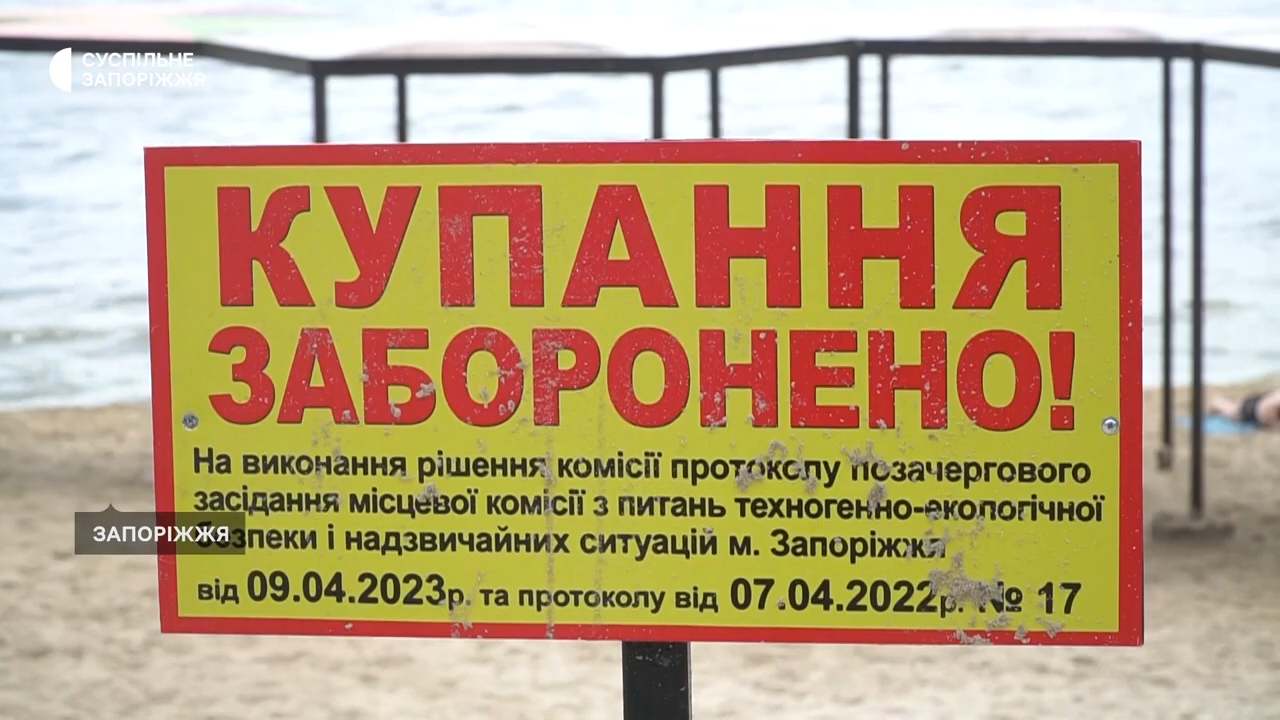 СУСПІЛЬНЕ
ЗАПОРІЖЖЯ
КУПАННЯ
ЗАБОРОНЕНО!
На виконання рішення комісії протоколу позачергового
засідання місцевої комісії з питань техногенно-екологічної
безпеки і надзвичайних ситуацій м. Запоріжжя
ЗАПОРІЖЖЯ
від 09.04.2023р. та протоколу від 07.04.2022р. № 17